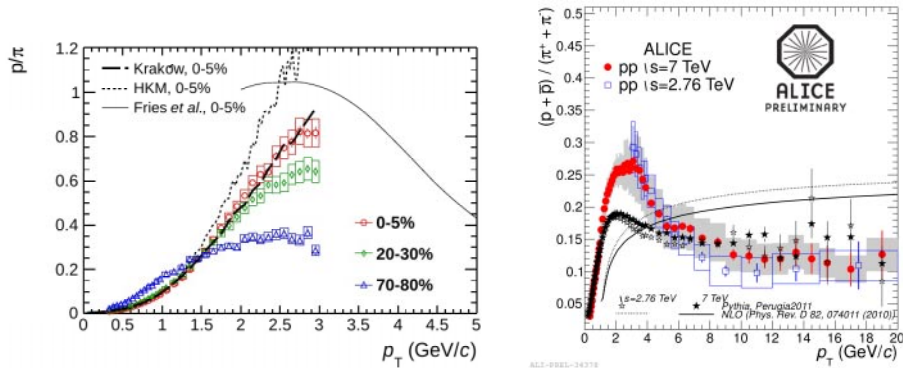 p/π
1.2
1
0.8
0.6
0.4
0.2
0
Kraków, 0-5%
HKM, 0-5%
Fries et al., 0-5%
0-5%
20-30%
70-80%
0 0.5 1 1.5 2 2.5 3 3.5 4 4.5 5
p_T (GeV/c)
(p + p̅) / (π⁺ + π⁻)
0.5
0.45
0.4
0.35
0.3
0.25
0.2
0.15
0.1
0.05
ALICE
pp \s=7 TeV
pp \s=2.76 TeV
ALICE
PRELIMINARY
\s=2.76 TeV
7 TeV
Pythia, Perugia2011
NLO (Phys. Rev. D 82, 074011 (2010))
0 2 4 6 8 10 12 14 16 18 20
p_T (GeV/c)
ALI-PREL-34378